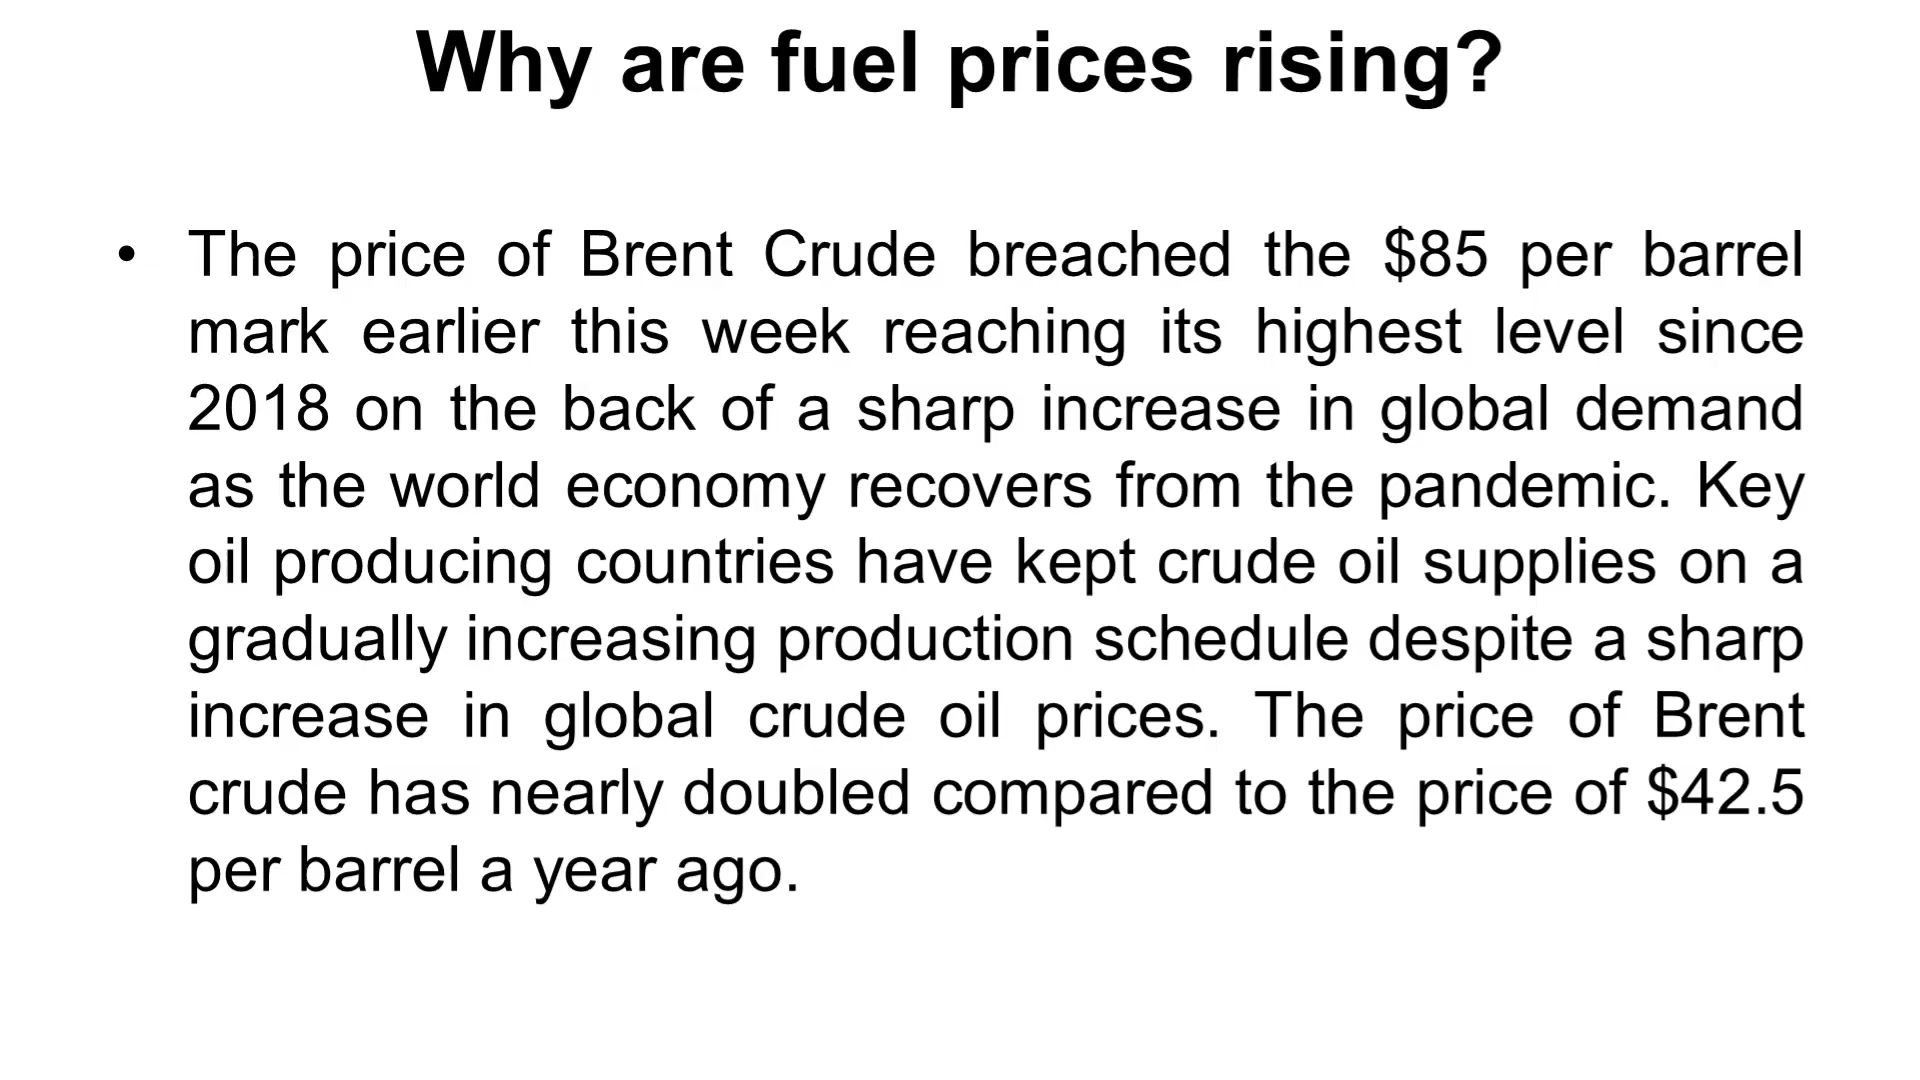 Why are fuel prices rising?
• The price of Brent Crude breached the $85 per barrel
mark earlier this week reaching its highest level since
2018 on the back of a sharp increase in global demand
as the world economy recovers from the pandemic. Key
oil producing countries have kept crude oil supplies on a
gradually increasing production schedule despite a sharp
increase in global crude oil prices. The price of Brent
crude has nearly doubled compared to the price of $42.5
per barrel a year ago.